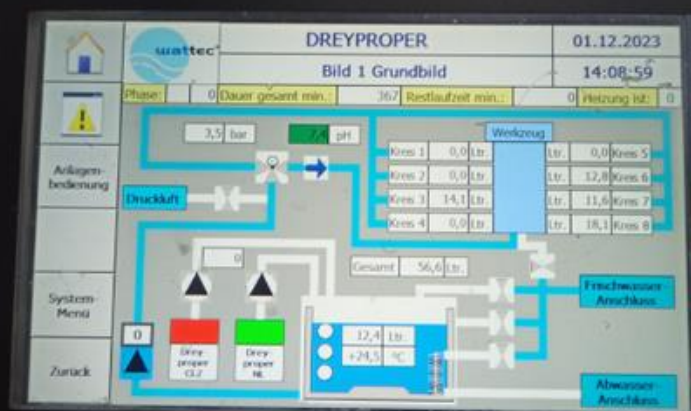 wattec
DREYPROPER
01.12.2023
Bild 1 Grundbild
14:08:59
Phase: 0 Dauer gesamt min.: 367 Restlaufzeit min.: 0 Heizung ist: 0
3,5 bar 7,4 pH
Werkzeug
Kreis 1 0,0 Ltr. Ltr. 0,0 Kreis 5
Kreis 2 0,0 Ltr. Ltr. 12,8 Kreis 6
Kreis 3 14,1 Ltr. Ltr. 11,6 Kreis 7
Kreis 4 0,0 Ltr. Ltr. 18,1 Kreis 8
Anlagen-
bedienung
Druckluft
0
Gesamt 56,6 Ltr.
System-
Menü
Frischwasser-
Anschluss
0
12,4 Ltr.
+24,5 °C
Drey-
proper
Drey-
proper
NL
Zurück
Abwasser-
Anschluss